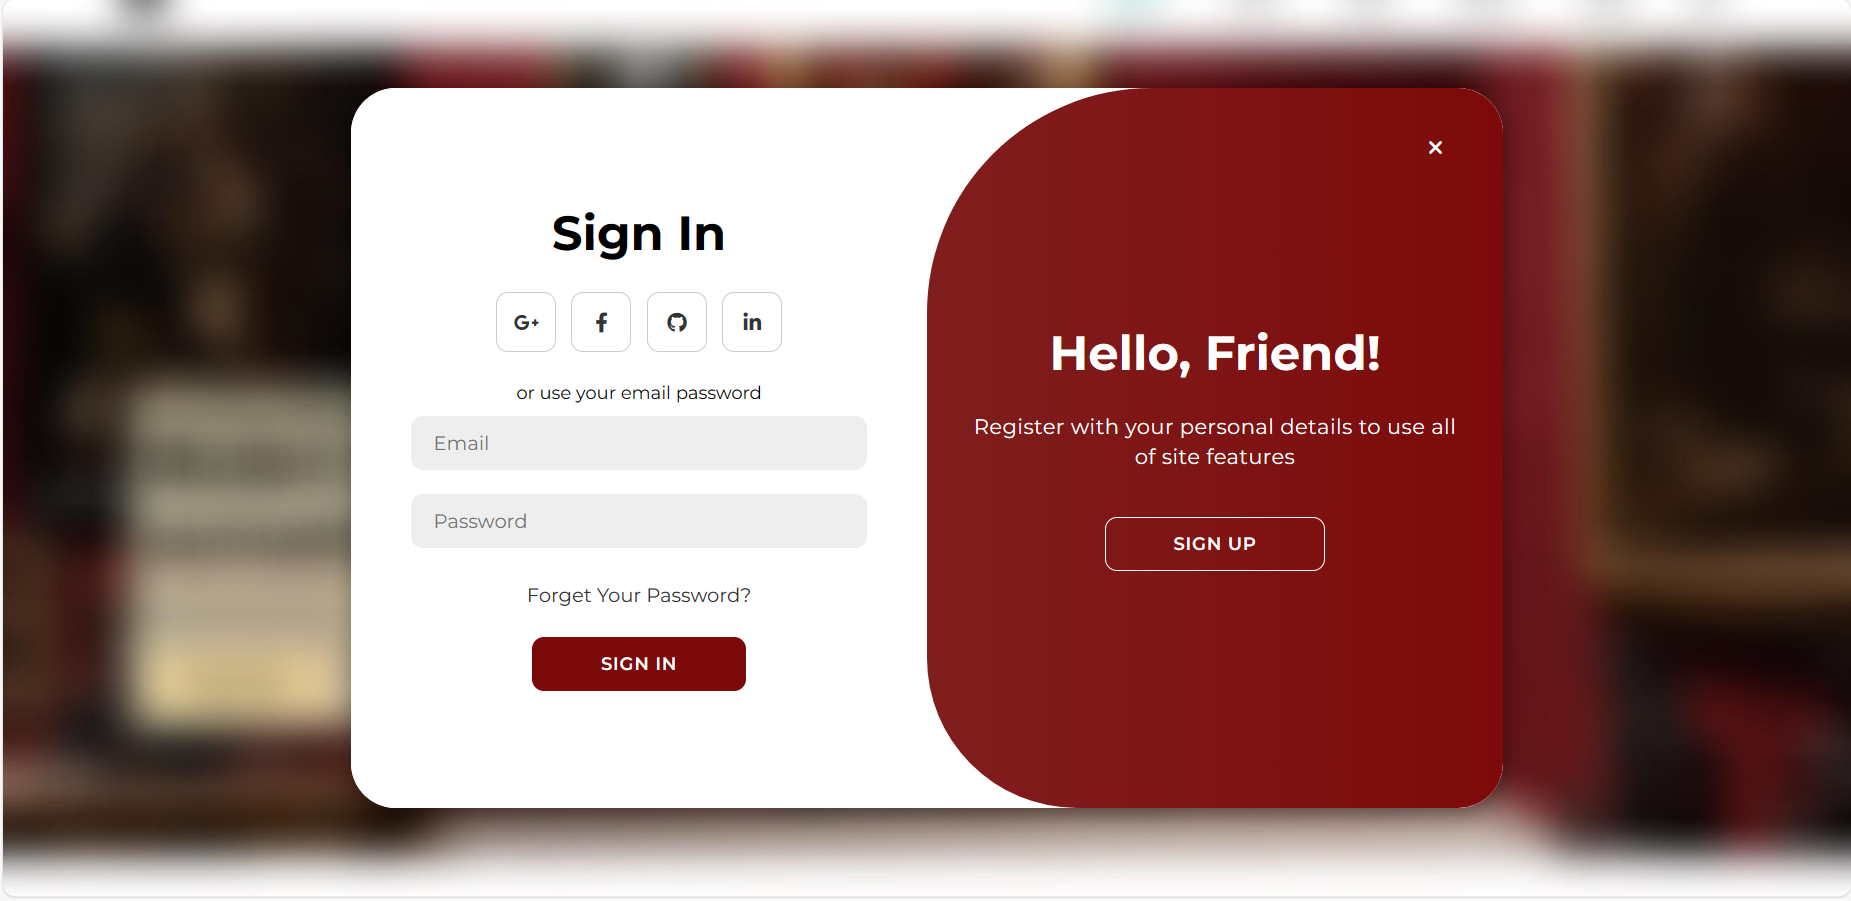 Sign In
G+
f
in
or use your email password
Email
Password
Forget Your Password?
SIGN IN
×
Hello, Friend!
Register with your personal details to use all
of site features
SIGN UP